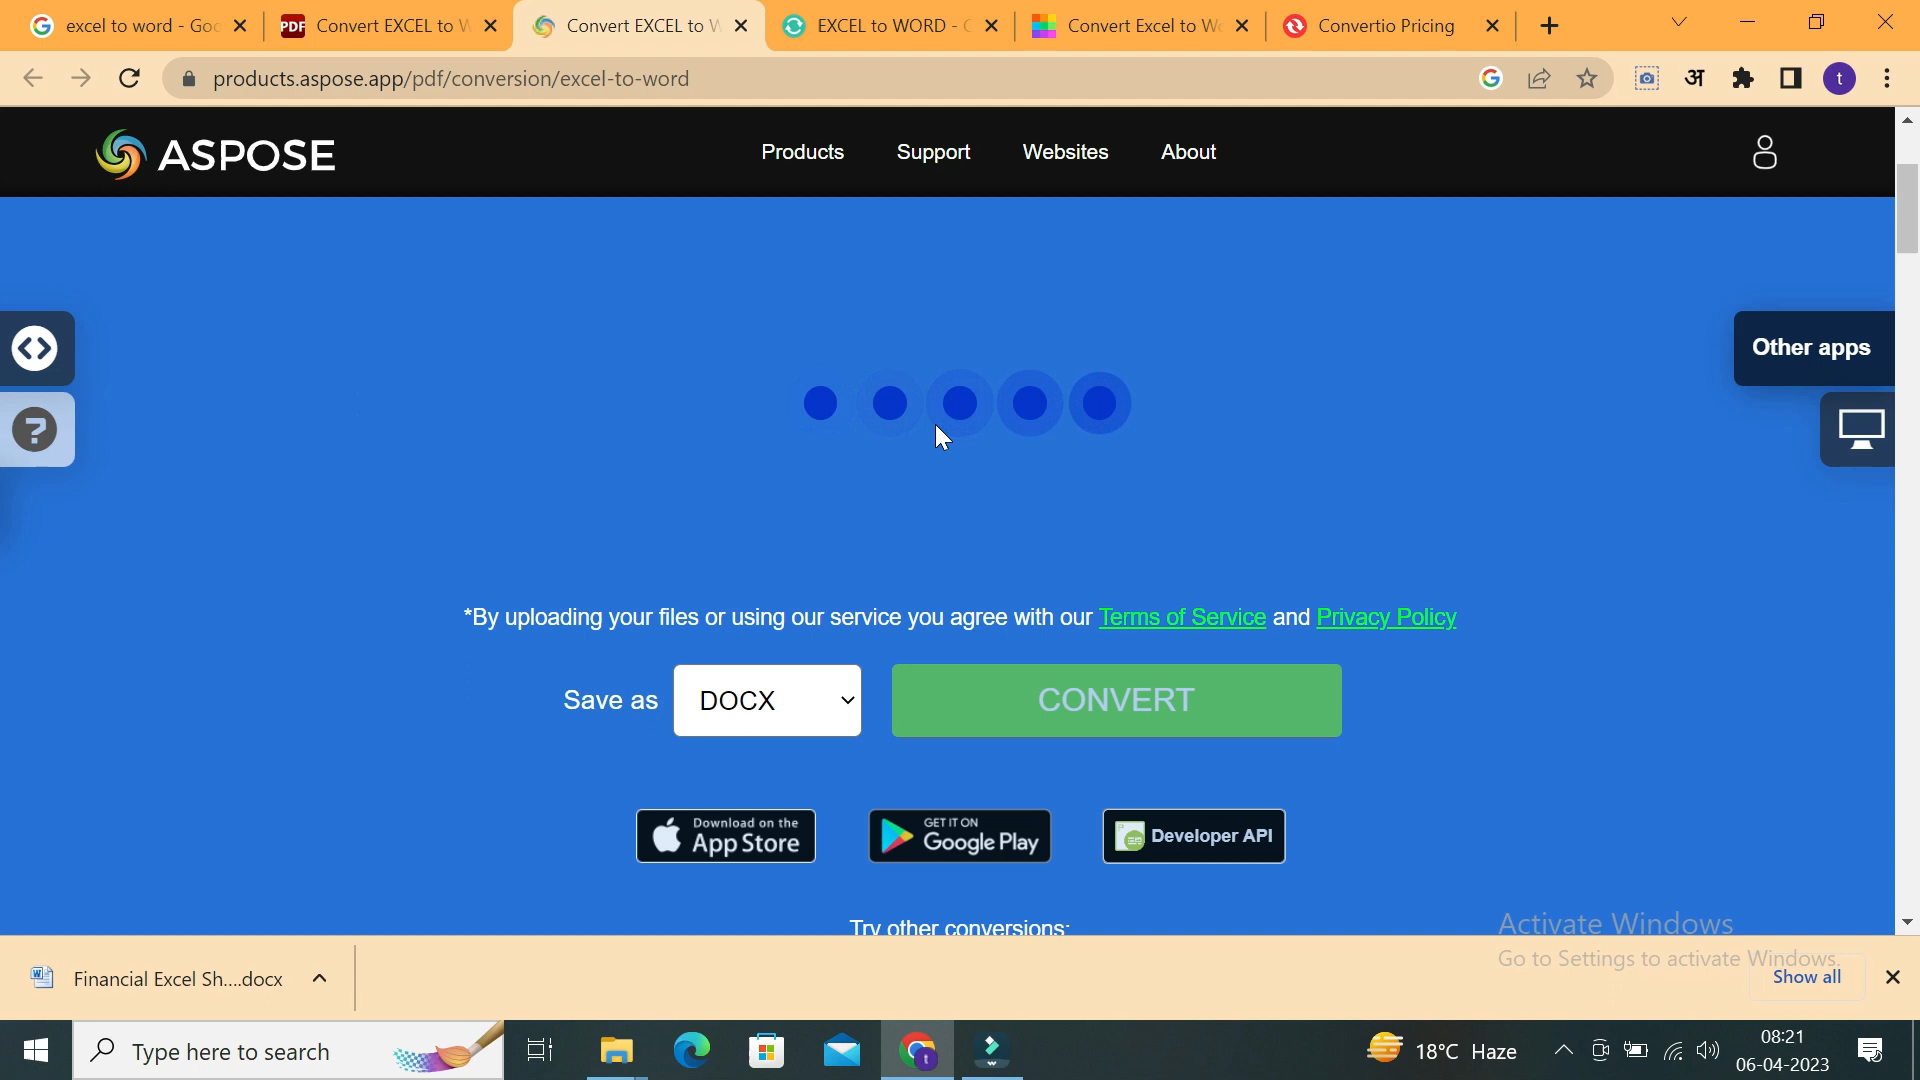 excel to word - Goo
PDF
Convert EXCEL to W
Convert EXCEL to W
EXCEL to WORD - C
Convert Excel to Wo
Convertio Pricing
products.aspose.app/pdf/conversion/excel-to-word
अ
t
ASPOSE
Products
Support
Websites
About
Other apps
?
*By uploading your files or using our service you agree with our Terms of Service and Privacy Policy
Save as
DOCX
CONVERT
Download on the
App Store
GET IT ON
Google Play
Developer API
Try other conversions:
Activate Windows
Go to Settings to activate Windows.
Financial Excel Sh....docx
Show all
Type here to search
18°C Haze
08:21
06-04-2023